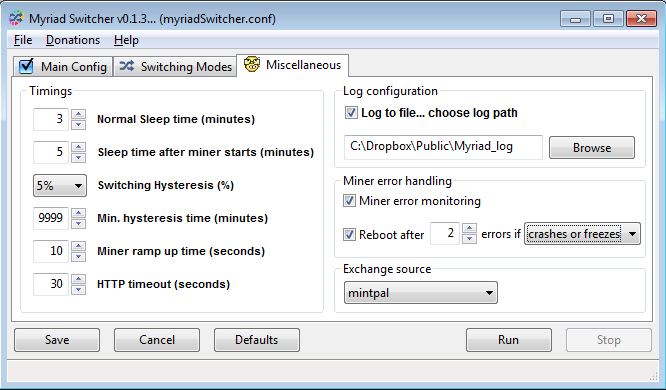 Myriad Switcher v0.1.3... (myriadSwitcher.conf)
File Donations Help
Main Config Switching Modes Miscellaneous
Timings
3 Normal Sleep time (minutes)
5 Sleep time after miner starts (minutes)
5% Switching Hysteresis (%)
9999 Min. hysteresis time (minutes)
10 Miner ramp up time (seconds)
30 HTTP timeout (seconds)
Log configuration
Log to file... choose log path
C:\Dropbox\Public\Myriad_log Browse
Miner error handling
Miner error monitoring
Reboot after 2 errors if crashes or freezes
Exchange source
mintpal
Save Cancel Defaults Run Stop